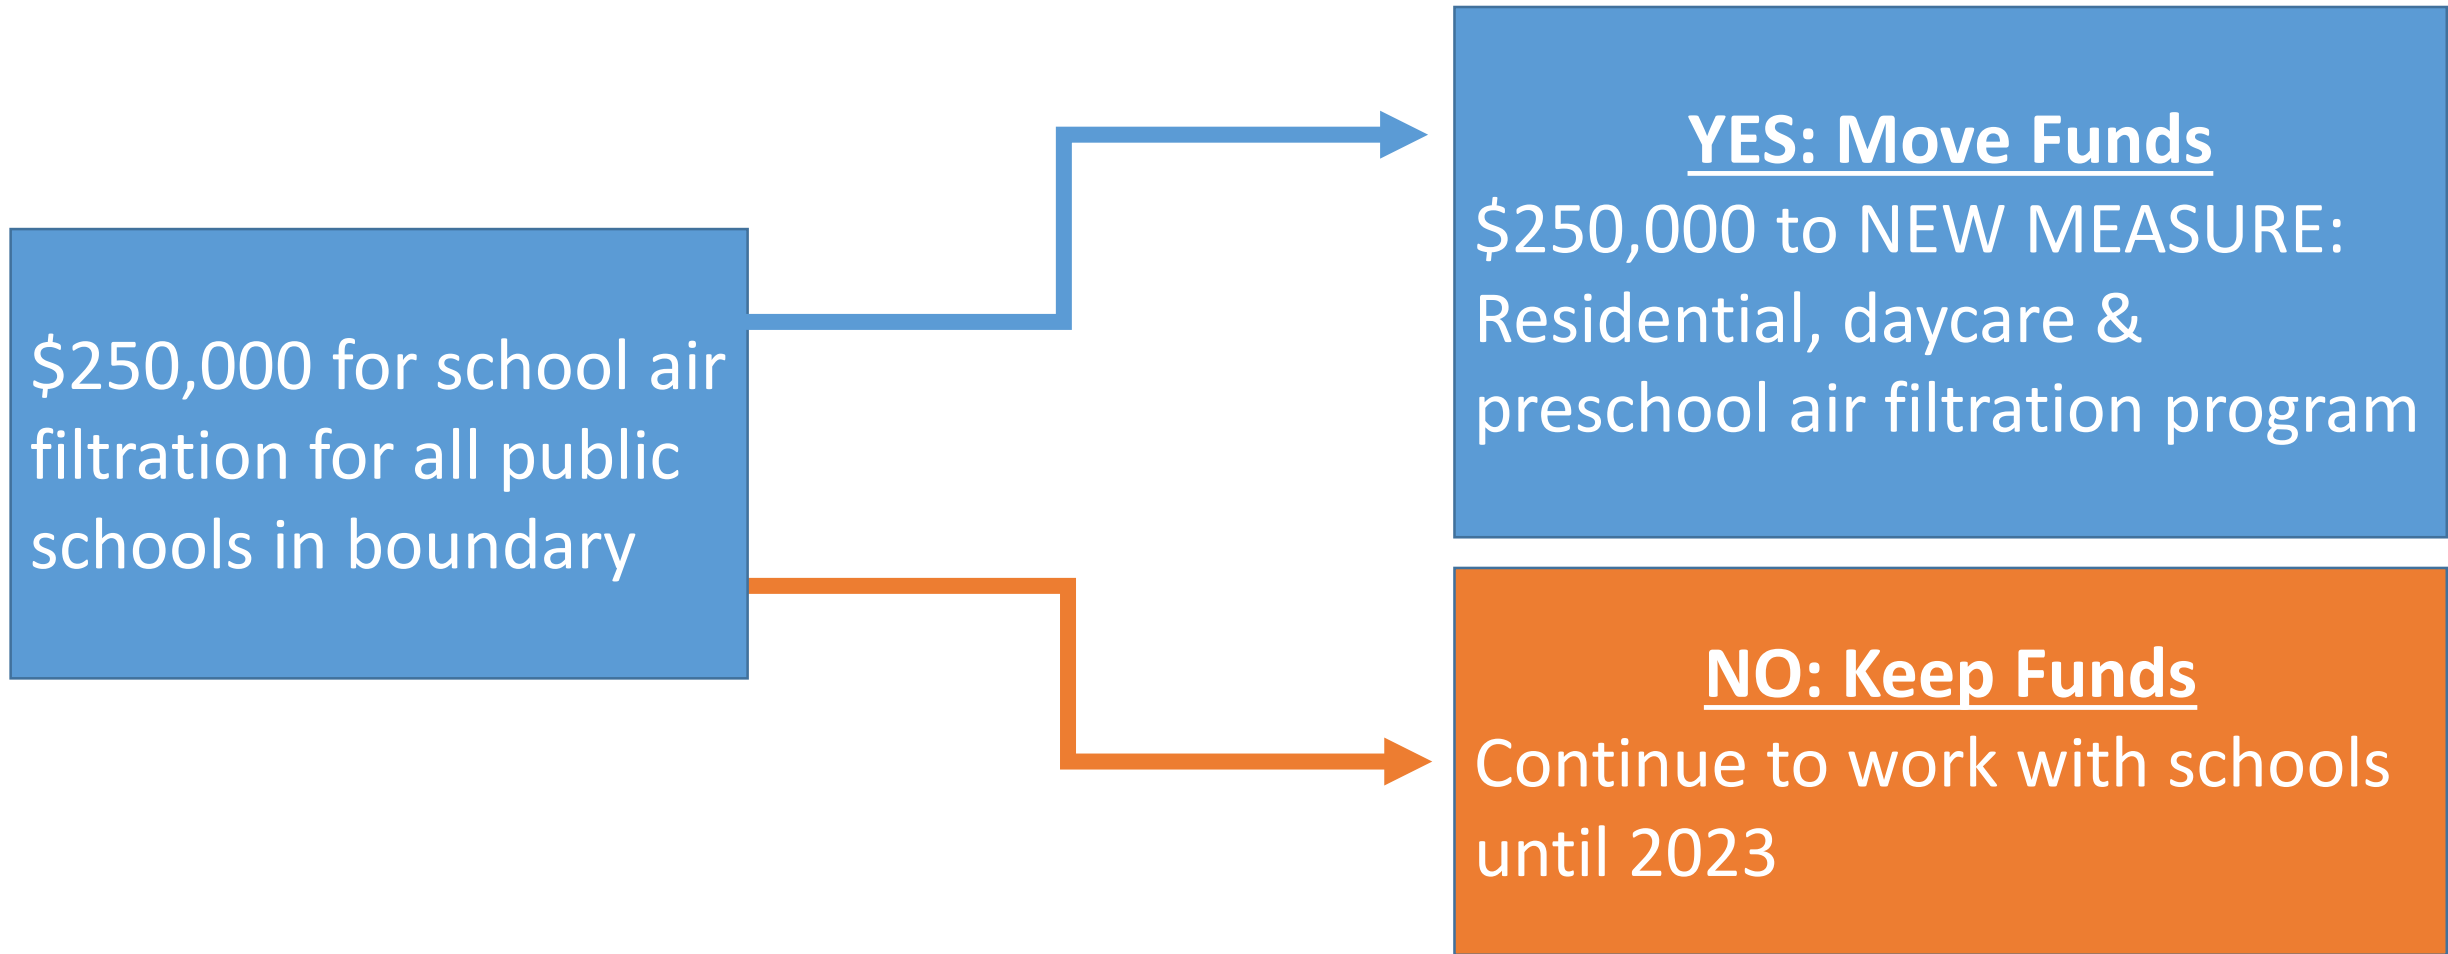 $250,000 for school air
filtration for all public
schools in boundary
YES: Move Funds
$250,000 to NEW MEASURE:
Residential, daycare &
preschool air filtration program
NO: Keep Funds
Continue to work with schools
until 2023